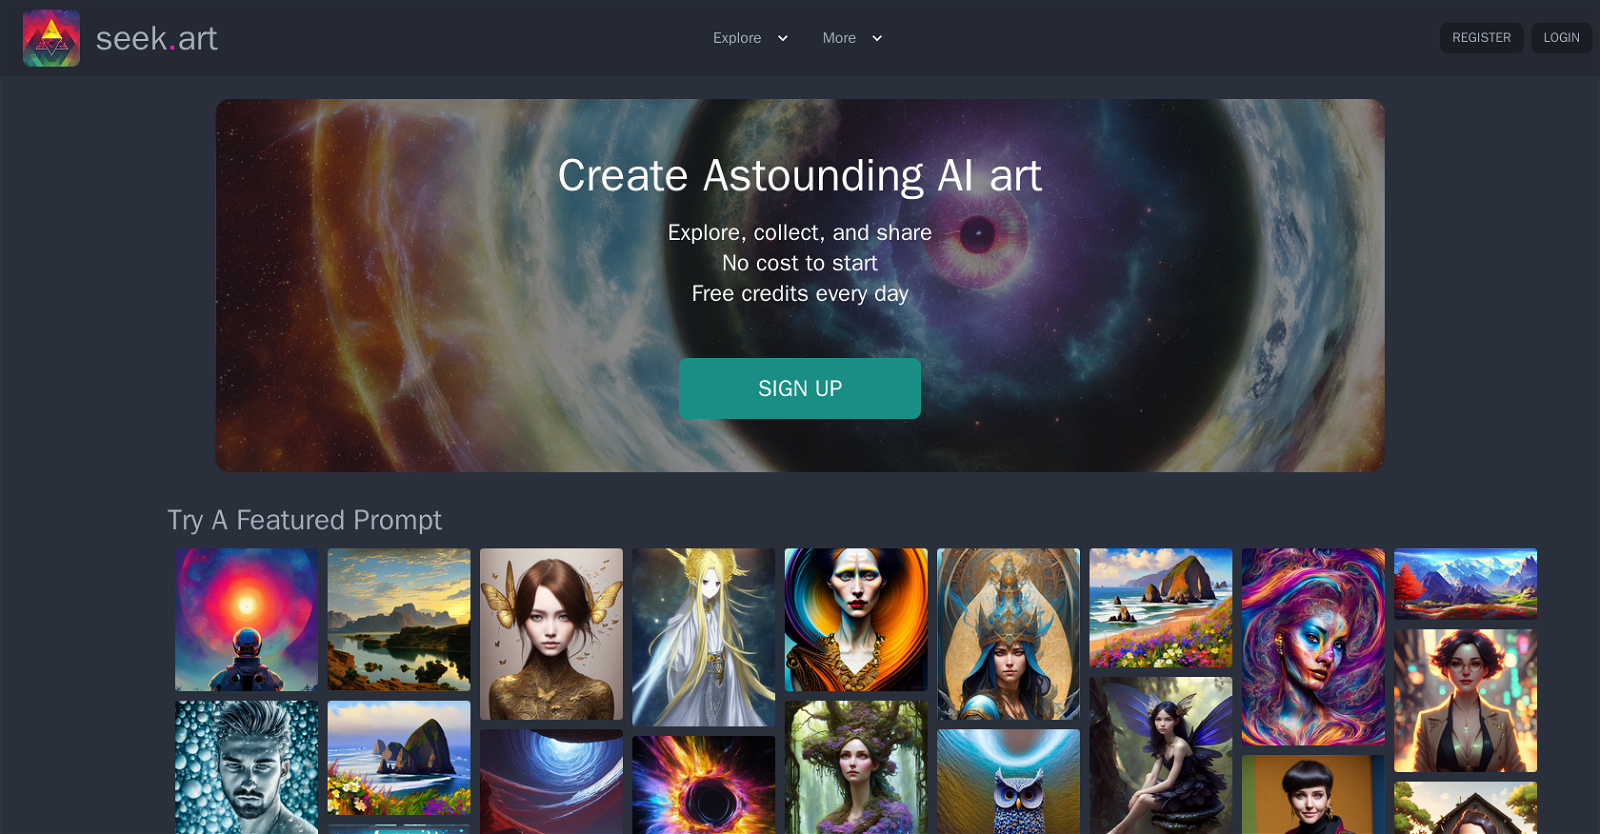 seek.art
Explore
More
REGISTER
LOGIN
Create Astounding AI art
Explore, collect, and share
No cost to start
Free credits every day
SIGN UP
Try A Featured Prompt